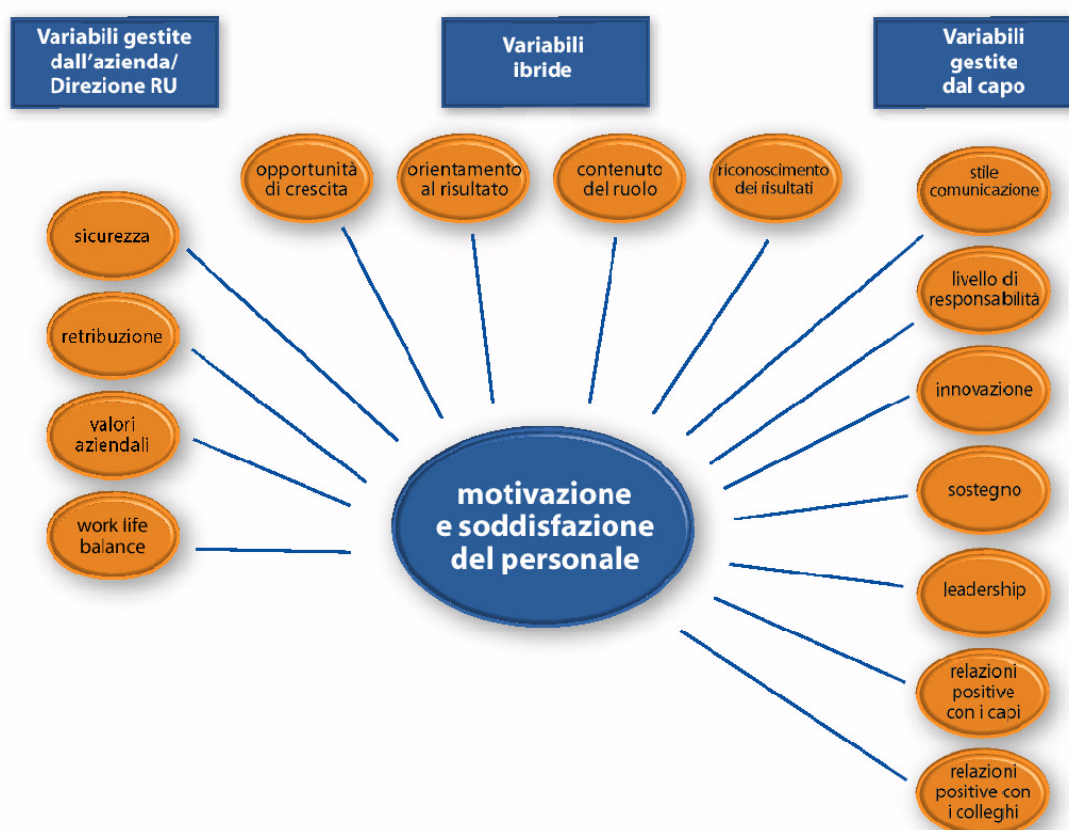 Variabili gestite
dall'azienda/
Direzione RU
Variabili
ibride
Variabili
gestite
dal capo
opportunità
di crescita
orientamento
al risultato
contenuto
del ruolo
riconoscimento
dei risultati
sicurezza
retribuzione
valori
aziendali
work life
balance
stile
comunicazione
livello di
responsabilità
innovazione
sostegno
leadership
relazioni
positive
con i capi
relazioni
positive con
i colleghi
motivazione
e soddisfazione
del personale